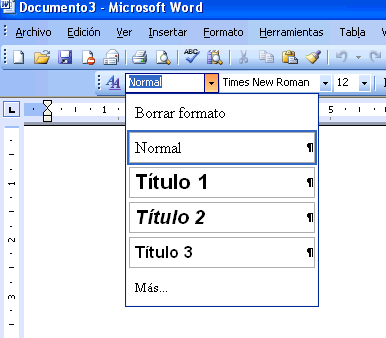 Documento3 - Microsoft Word
Archivo Edición Ver Insertar Formato Herramientas Tabla
ABC
Normal Times New Roman 12
Borrar formato
Normal ¶
Título 1 ¶
Título 2 ¶
Título 3 ¶
Más...
L 1 5
1
2
3